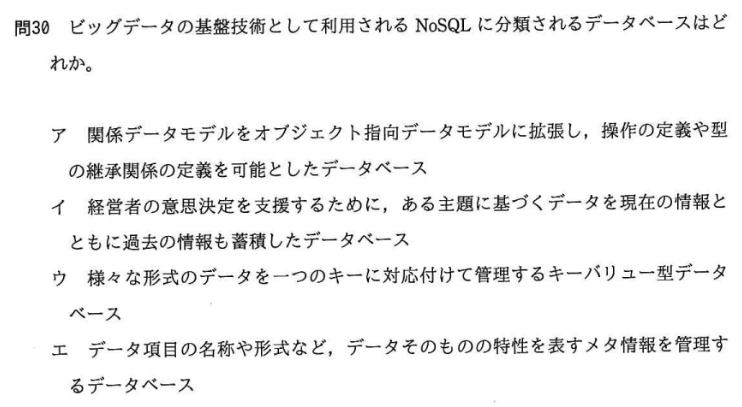 問30 ビッグデータの基盤技術として利用される NoSQL に分類されるデータベースはど
れか。
ア 関係データモデルをオブジェクト指向データモデルに拡張し，操作の定義や型
の継承関係の定義を可能としたデータベース
イ 経営者の意思決定を支援するために，ある主題に基づくデータを現在の情報と
ともに過去の情報も蓄積したデータベース
ウ 様々な形式のデータを一つのキーに対応付けて管理するキーバリュー型データ
ベース
エ データ項目の名称や形式など，データそのものの特性を表すメタ情報を管理す
るデータベース